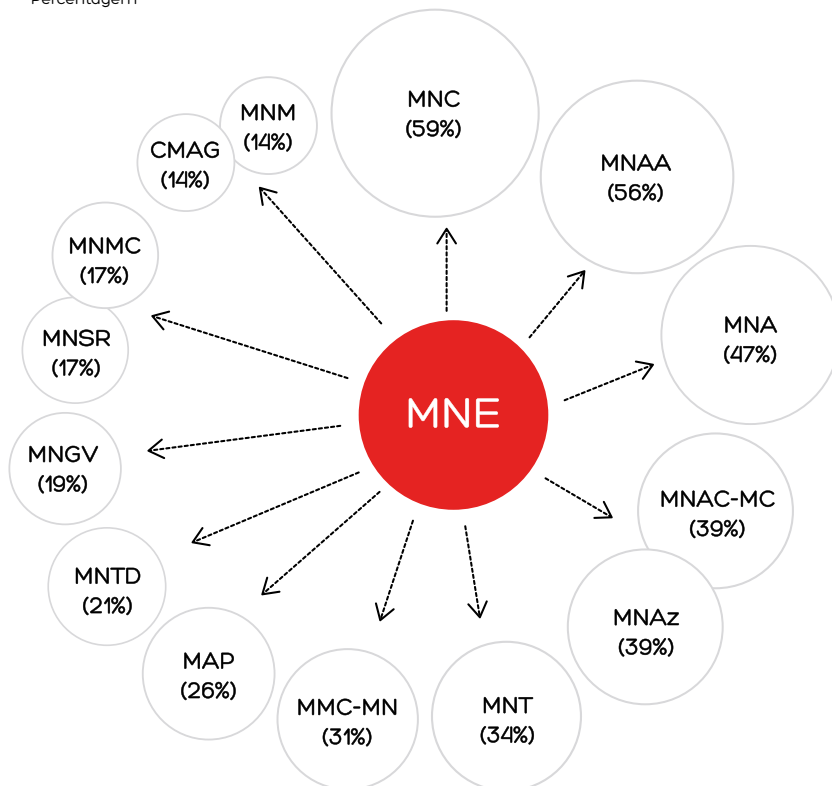 Percentagem
MNC
(59%)
MNAA
(56%)
MNA
(47%)
MNAC-MC
(39%)
MNAz
(39%)
MNT
(34%)
MMC-MN
(31%)
MAP
(26%)
MNTD
(21%)
MNGV
(19%)
MNSR
(17%)
MNMC
(17%)
CMAG
(14%)
MNM
(14%)
MNE